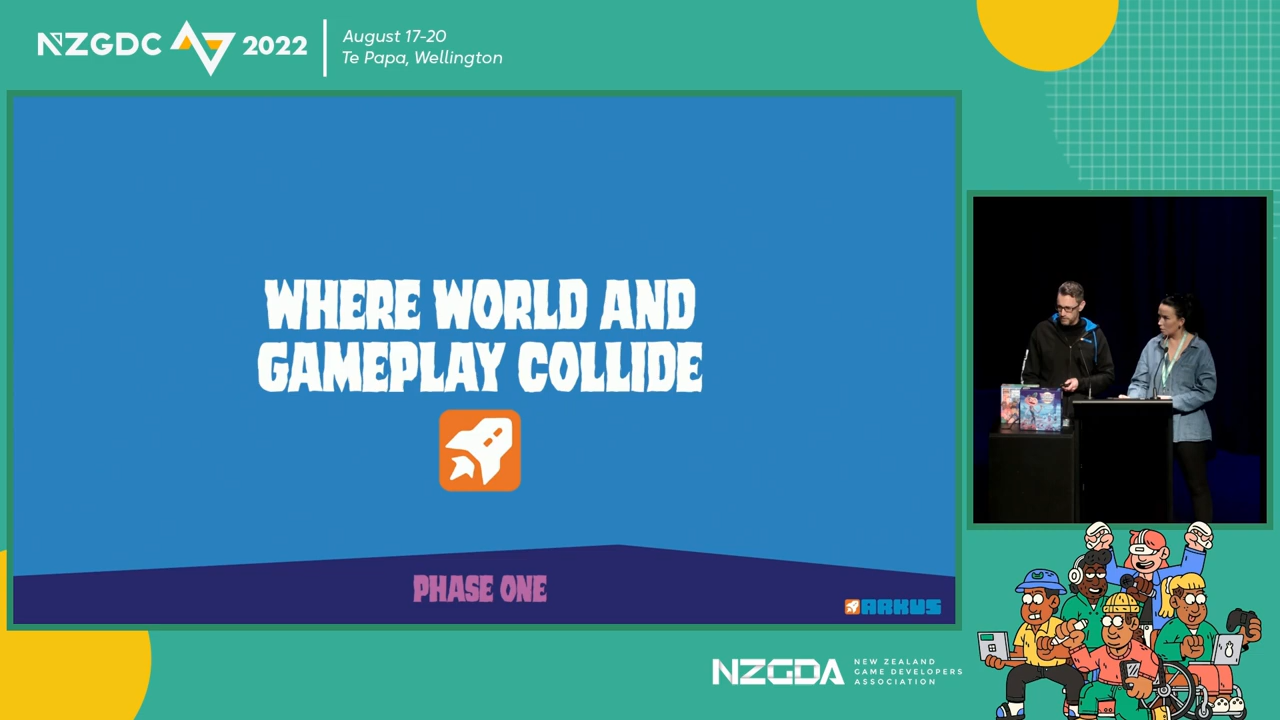 NZGDC
2022
August 17-20
Te Papa, Wellington
WHERE WORLD AND
GAMEPLAY COLLIDE
PHASE ONE
ARKUS
NZGDA
NEW ZEALAND
GAME DEVELOPERS
ASSOCIATION